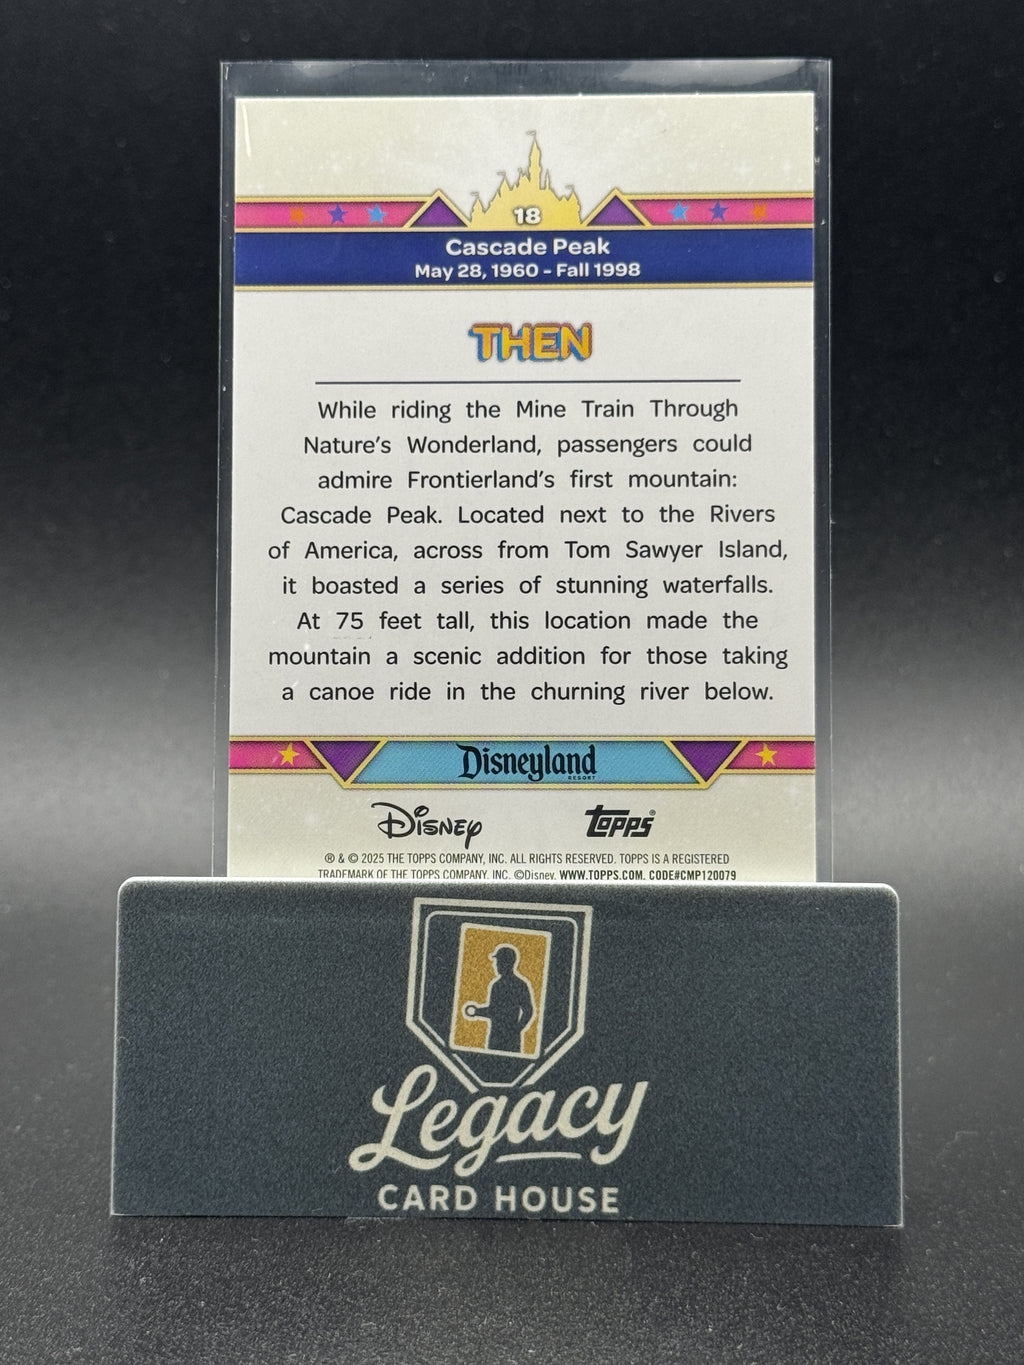 18
Cascade Peak
May 28, 1960 - Fall 1998
THEN
While riding the Mine Train Through
Nature's Wonderland, passengers could
admire Frontierland's first mountain:
Cascade Peak. Located next to the Rivers
of America, across from Tom Sawyer Island,
it boasted a series of stunning waterfalls.
At 75 feet tall, this location made the
mountain a scenic addition for those taking
a canoe ride in the churning river below.
Disneyland
RESORT
Disney Topps®
® & © 2025 THE TOPPS COMPANY, INC. ALL RIGHTS RESERVED. TOPPS IS A REGISTERED
TRADEMARK OF THE TOPPS COMPANY, INC. ©Disney. WWW.TOPPS.COM. CODE#CMP120079
Legacy
CARD HOUSE